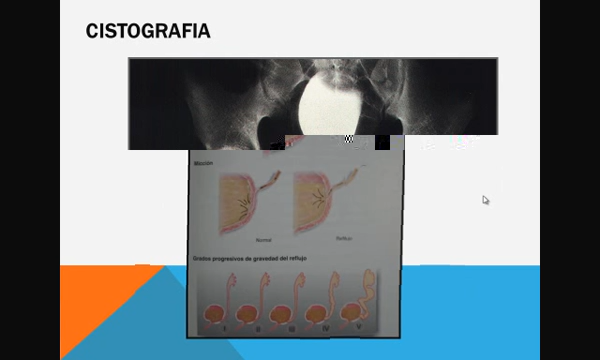 CISTOGRAFIA
Micción
Normal
Reflujo
Grados progresivos de gravedad del reflujo
I II III IV V